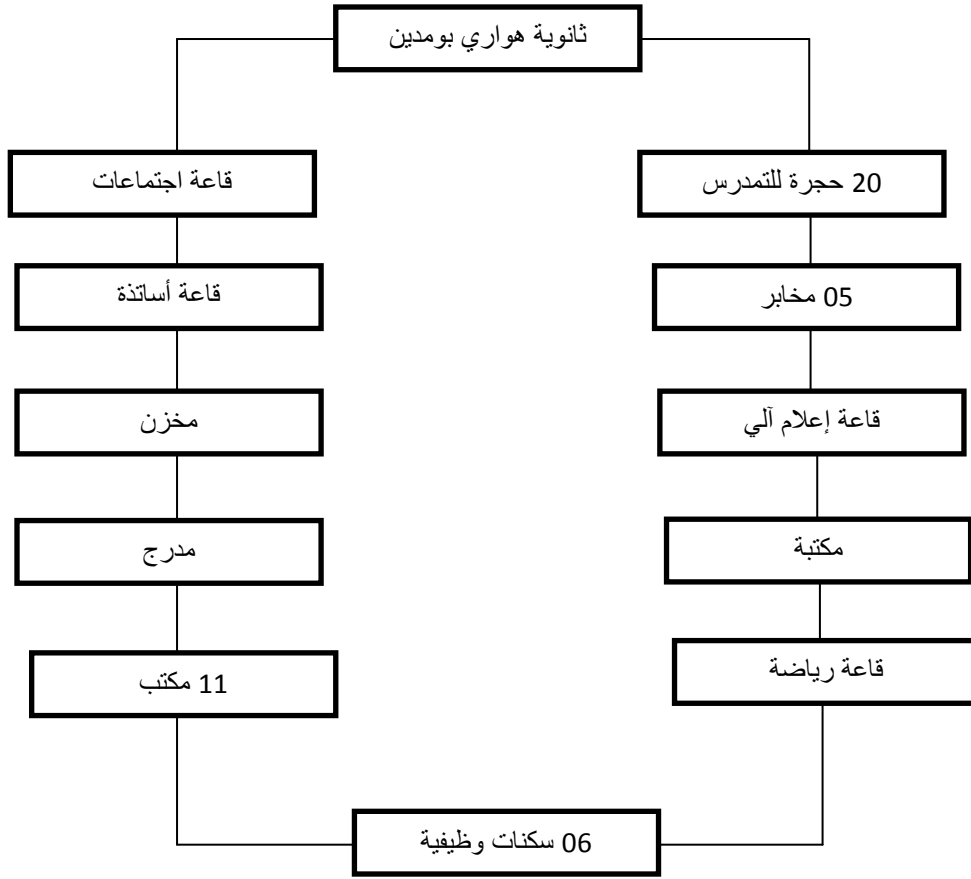 ثانوية هواري بومدين
20 حجرة للتمدرس
قاعة اجتماعات
05 مخابر
قاعة أساتذة
قاعة إعلام آلي
مخزن
مكتبة
مدرج
قاعة رياضة
11 مكتب
06 سكنات وظيفية